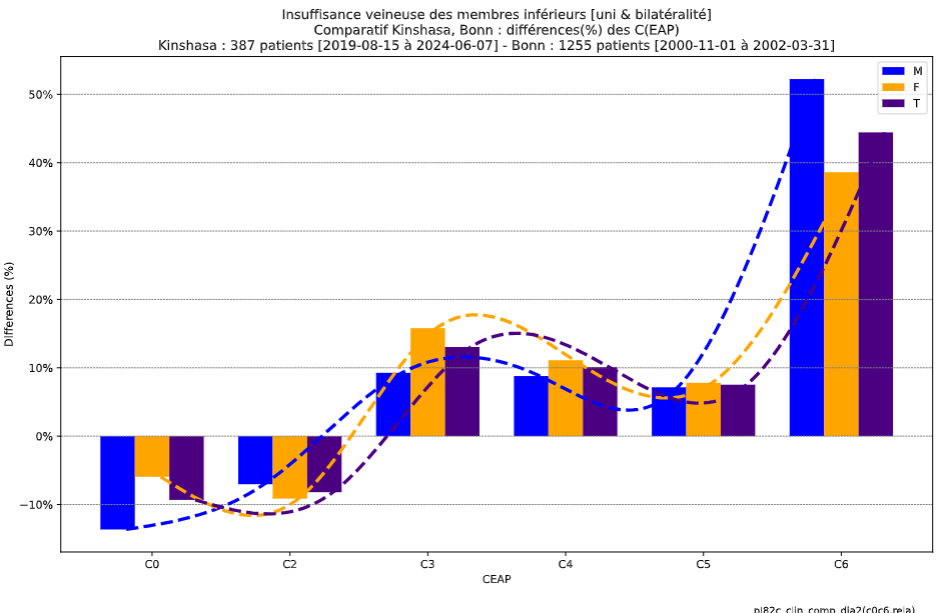 Insuffisance veineuse des membres inférieurs [uni & bilatéralité]
Comparatif Kinshasa, Bonn : différences(%) des C(EAP)
Kinshasa : 387 patients [2019-08-15 à 2024-06-07] - Bonn : 1255 patients [2000-11-01 à 2002-03-31]
M
F
T
50%
40%
30%
20%
10%
0%
−10%
Differences (%)
C0 C2 C3 C4 C5 C6
CEAP